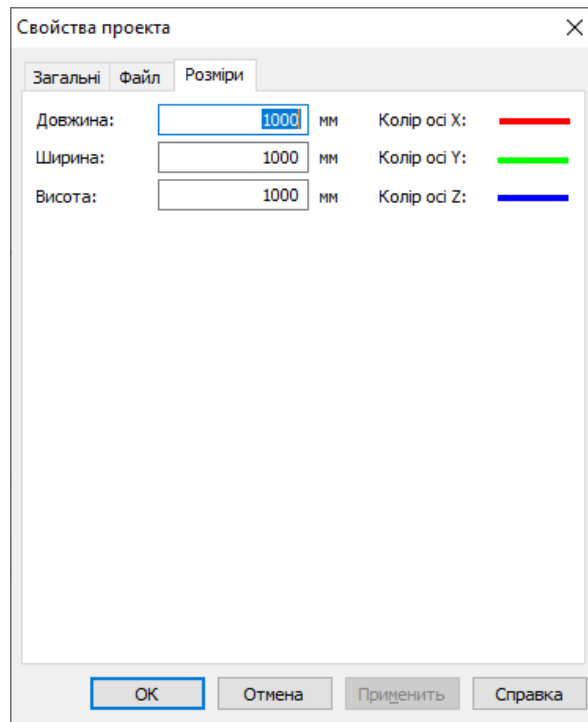 Свойства проекта
Загальні Файл Розміри
Довжина: 1000 мм Колір осі X:
Ширина: 1000 мм Колір осі Y:
Висота: 1000 мм Колір осі Z:
ОК Отмена Применить Справка